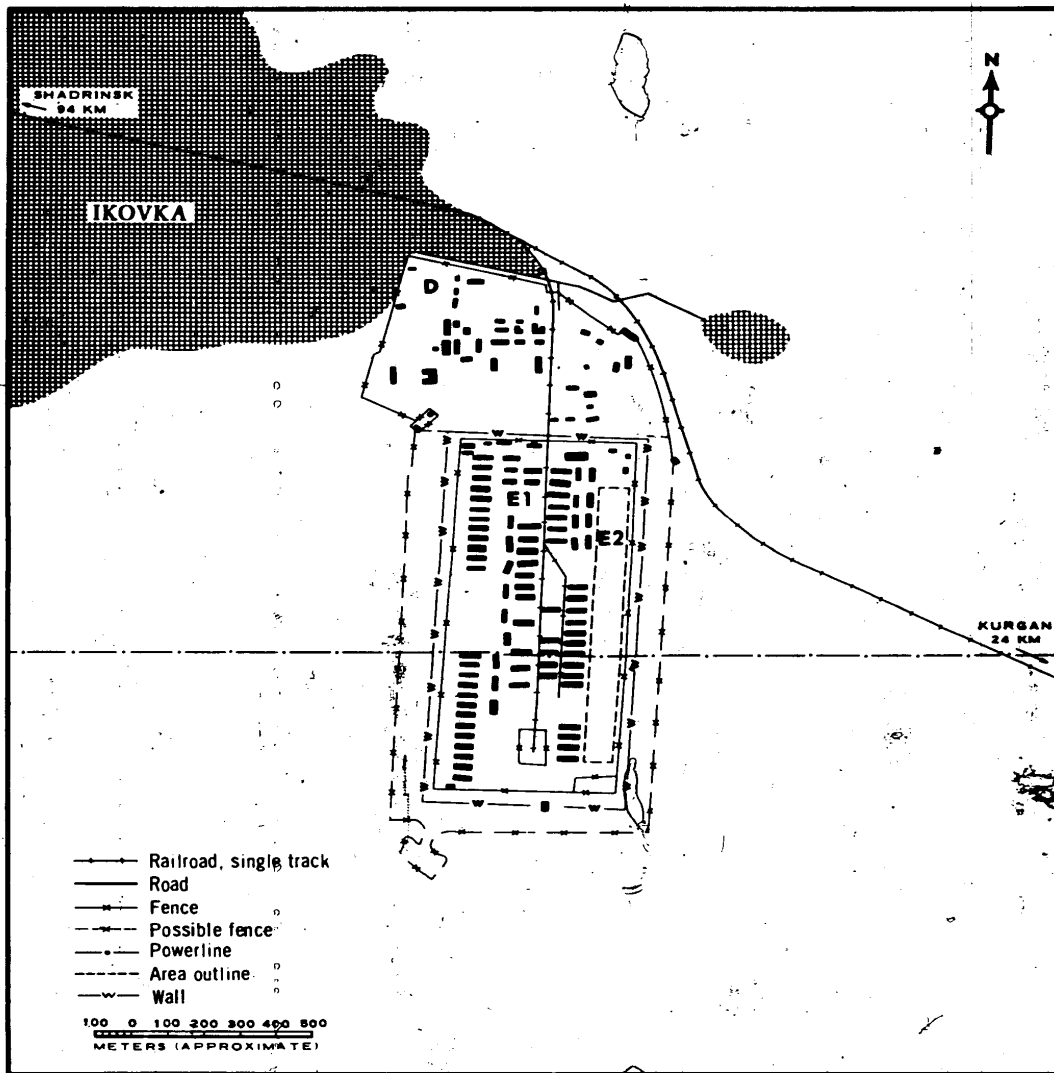 SHADRINSK
94 KM
N
IKOVKA
D
W W
W W
E1
E2
W W
KURGAN
24 KM
W W
W W
W W
W W
Railroad, single track
Road
Fence
Possible fence
Powerline
Area outline
W Wall
100 0 100 200 300 400 500
METERS (APPROXIMATE)